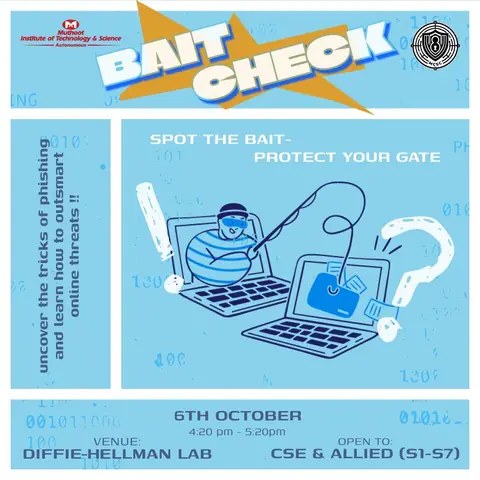 Muthoot
Institute of Technology & Science
Autonomous
BAIT
CHECK
SPOT THE BAIT-
PROTECT YOUR GATE
uncover the tricks of phishing
and learn how to outsmart
online threats !!
6TH OCTOBER
4:20 pm - 5:20pm
VENUE:
DIFFIE-HELLMAN LAB
OPEN TO:
CSE & ALLIED (S1-S7)